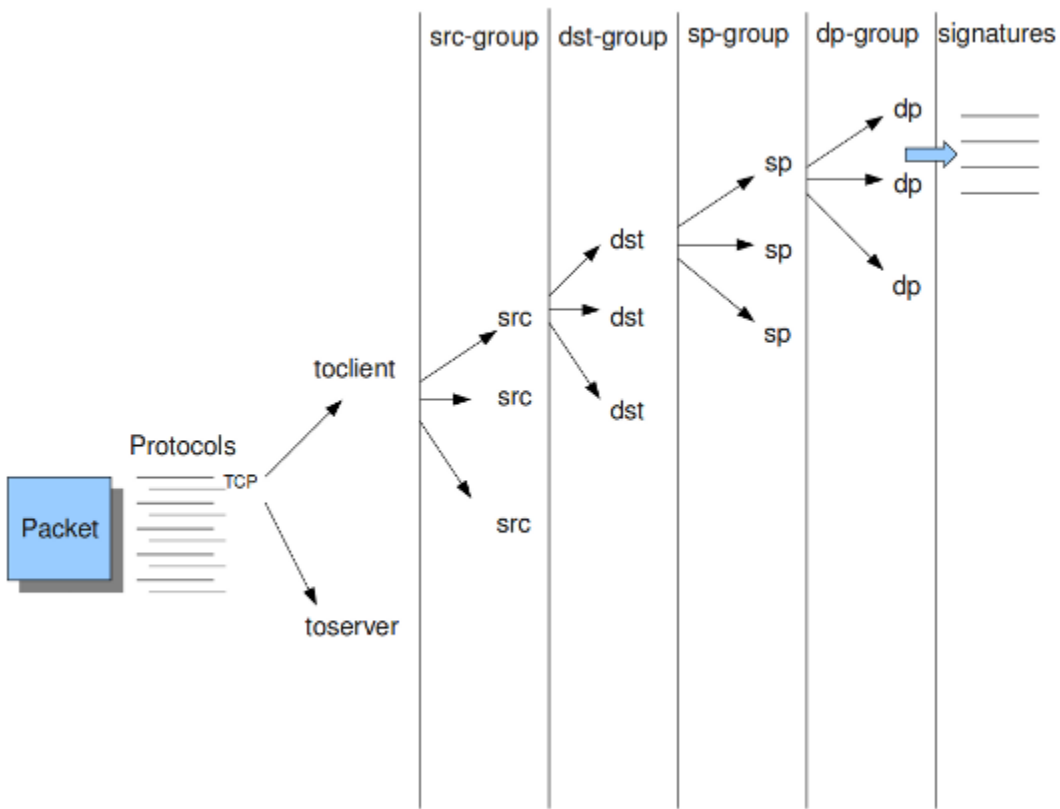 src-group dst-group sp-group dp-group signatures
dp
sp
dp
dst
sp
dp
src
dst
sp
toclient
src
dst
Protocols
TCP
Packet
src
toserver